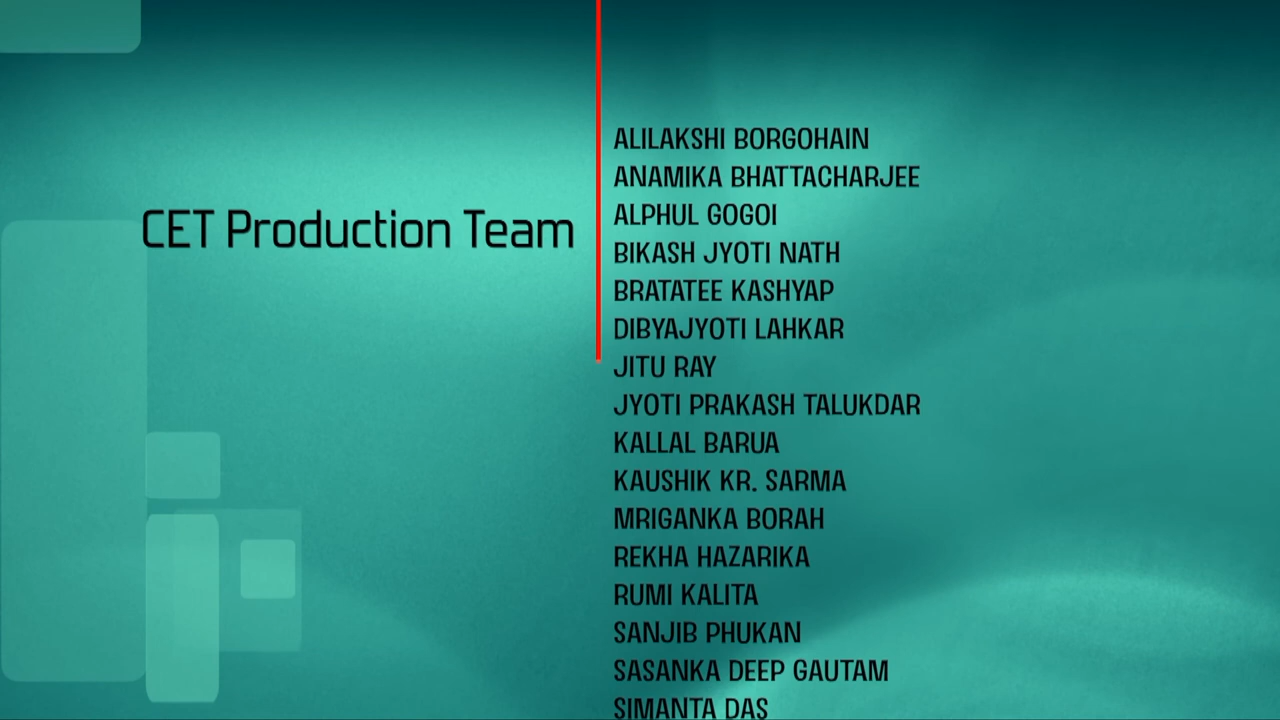 CET Production Team
ALILAKSHI BORGOHAIN
ANAMIKA BHATTACHARJEE
ALPHUL GOGOI
BIKASH JYOTI NATH
BRATATEE KASHYAP
DIBYAJYOTI LAHKAR
JITU RAY
JYOTI PRAKASH TALUKDAR
KALLAL BARUA
KAUSHIK KR. SARMA
MRIGANKA BORAH
REKHA HAZARIKA
RUMI KALITA
SANJIB PHUKAN
SASANKA DEEP GAUTAM
SIMANTA DAS